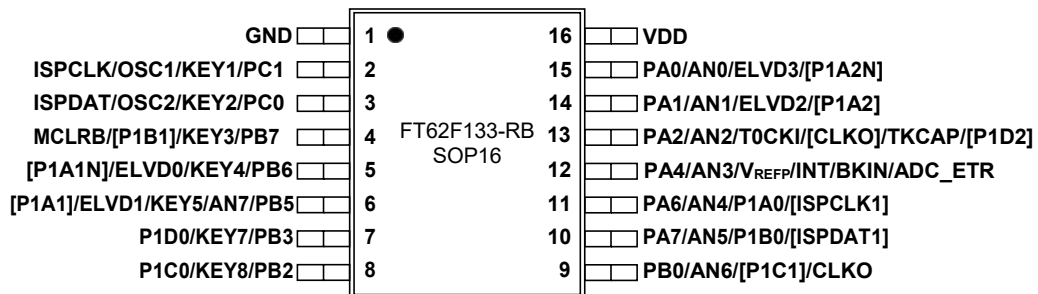 GND 1 16 VDD
ISPCLK/OSC1/KEY1/PC1 2 15 PA0/AN0/ELVD3/[P1A2N]
ISPDAT/OSC2/KEY2/PC0 3 14 PA1/AN1/ELVD2/[P1A2]
MCLRB/[P1B1]/KEY3/PB7 4 FT62F133-RB 13 PA2/AN2/T0CKI/[CLKO]/TKCAP/[P1D2]
SOP16
[P1A1N]/ELVD0/KEY4/PB6 5 12 PA4/AN3/VREFP/INT/BKIN/ADC_ETR
[P1A1]/ELVD1/KEY5/AN7/PB5 6 11 PA6/AN4/P1A0/[ISPCLK1]
P1D0/KEY7/PB3 7 10 PA7/AN5/P1B0/[ISPDAT1]
P1C0/KEY8/PB2 8 9 PB0/AN6/[P1C1]/CLKO